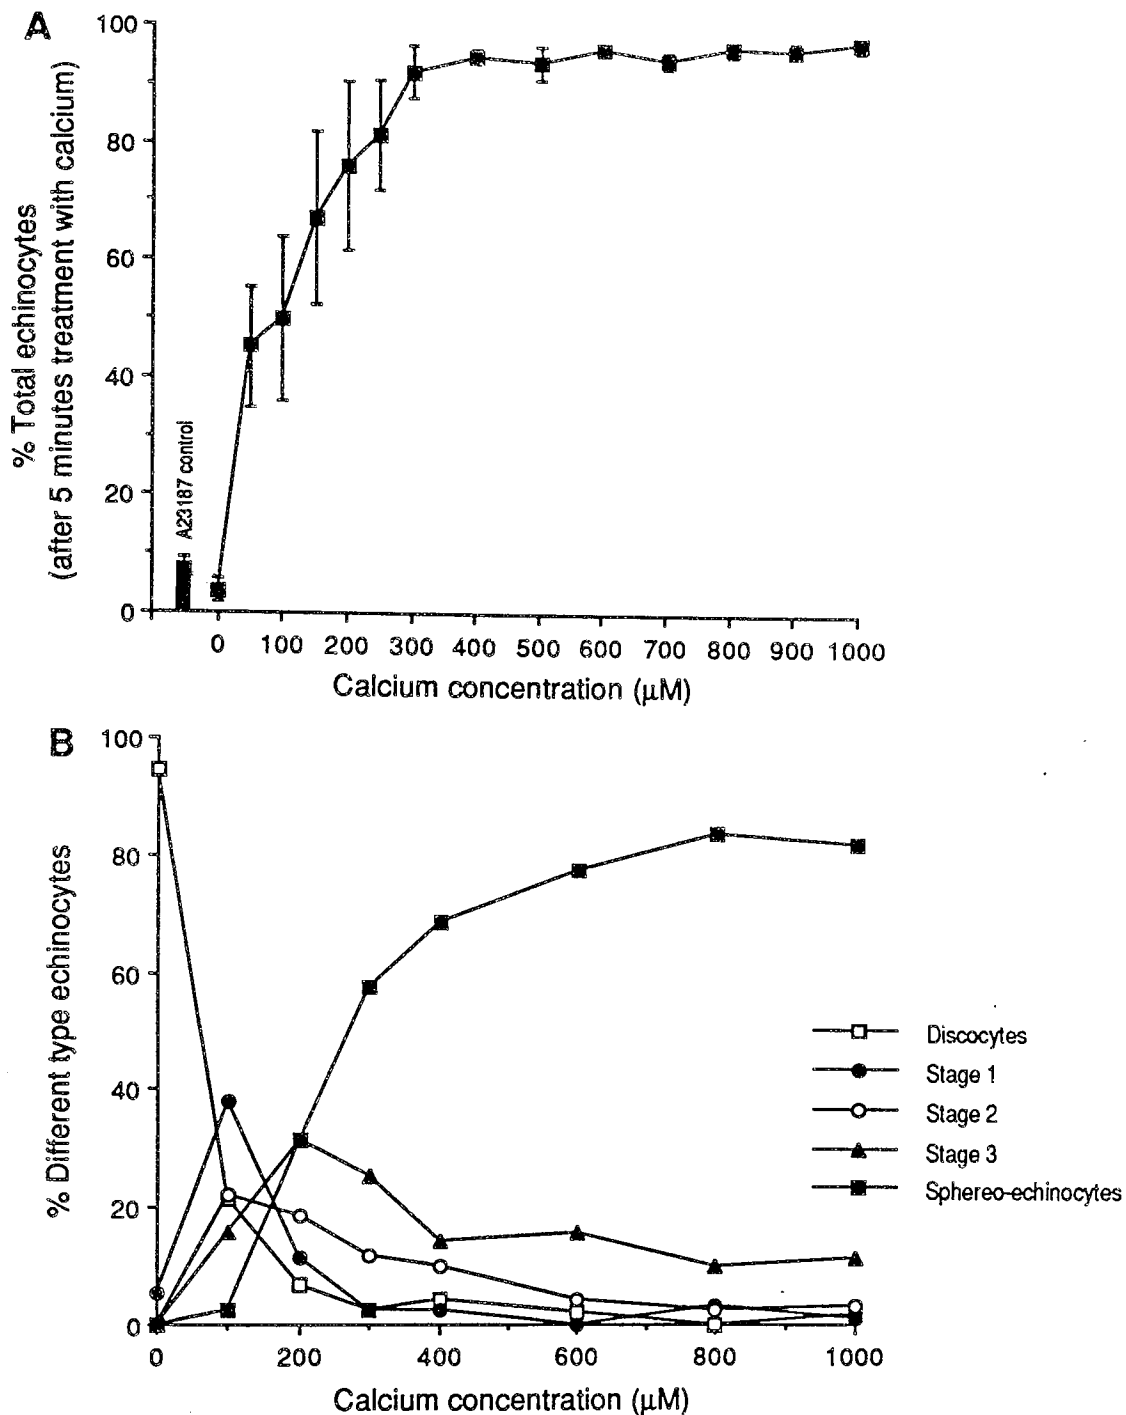 A
100
80
60
40
20
0
% Total echinocytes
(after 5 minutes treatment with calcium)
A23187 control
0 100 200 300 400 500 600 700 800 900 1000
Calcium concentration (μM)
B
100
80
60
40
20
0
% Different type echinocytes
Discocytes
Stage 1
Stage 2
Stage 3
Sphereo-echinocytes
0 200 400 600 800 1000
Calcium concentration (μM)